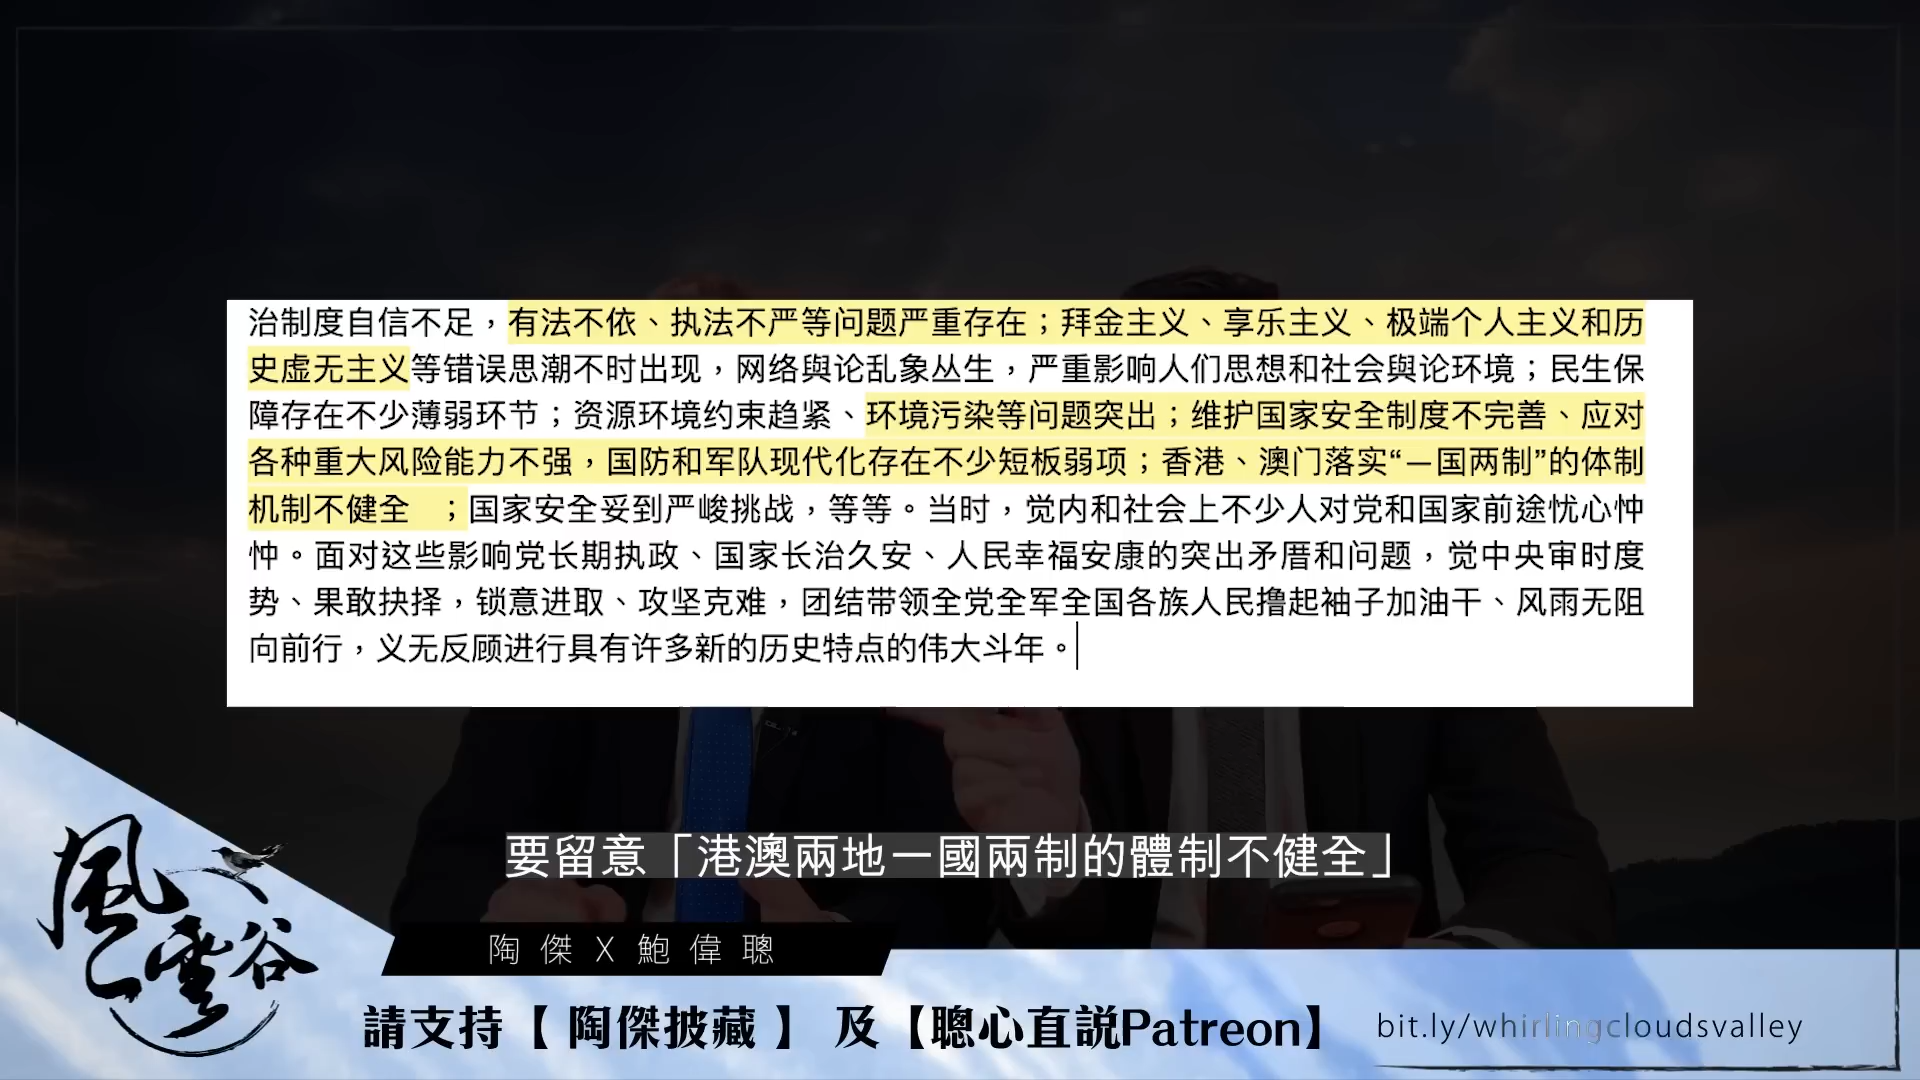 治制度自信不足，有法不依、执法不严等问题严重存在；拜金主义、享乐主义、极端个人主义和历
史虚无主义等错误思潮不时出现，网络與论乱象丛生，严重影响人们思想和社会與论环境；民生保
障存在不少薄弱环节；资源环境约束趋紧、环境污染等问题突出；维护国家安全制度不完善、应对
各种重大风险能力不强，国防和军队现代化存在不少短板弱项；香港、澳门落实“一国两制”的体制
机制不健全　；国家安全妥到严峻挑战，等等。当时，觉内和社会上不少人对党和国家前途忧心忡
忡。面对这些影响党长期执政、国家长治久安、人民幸福安康的突出矛厝和问题，觉中央审时度
势、果敢抉择，锁意进取、攻坚克难，团结带领全党全军全国各族人民撸起袖子加油干、风雨无阻
向前行，义无反顾进行具有许多新的历史特点的伟大斗年。
要留意「港澳兩地一國兩制的體制不健全」
風雲谷
陶傑X鮑偉聰
請支持【陶傑披藏】 及【聰心直説Patreon】
bit.ly/whirlingcloudsvalley